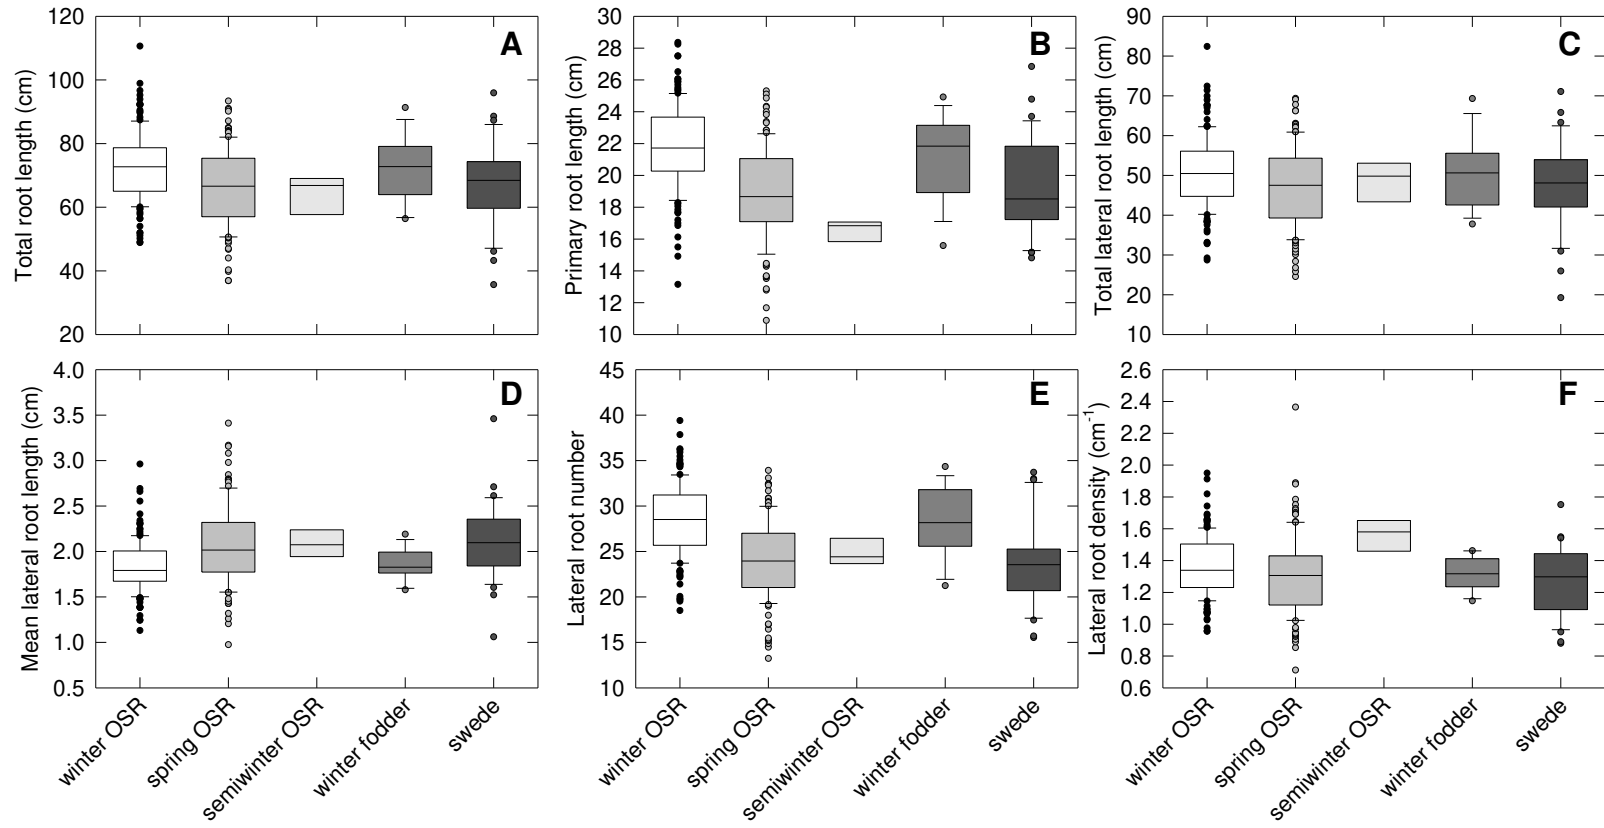 A
Total root length (cm)
120
100
80
60
40
20
B
Primary root length (cm)
30
28
26
24
22
20
18
16
14
12
10
C
Total lateral root length (cm)
90
80
70
60
50
40
30
20
10
D
Mean lateral root length (cm)
4.0
3.5
3.0
2.5
2.0
1.5
1.0
0.5
winter OSR
spring OSR
semiwinter OSR
winter fodder
swede
E
Lateral root number
45
40
35
30
25
20
15
10
winter OSR
spring OSR
semiwinter OSR
winter fodder
swede
F
Lateral root density (cm⁻¹)
2.6
2.4
2.2
2.0
1.8
1.6
1.4
1.2
1.0
0.8
0.6
winter OSR
spring OSR
semiwinter OSR
winter fodder
swede